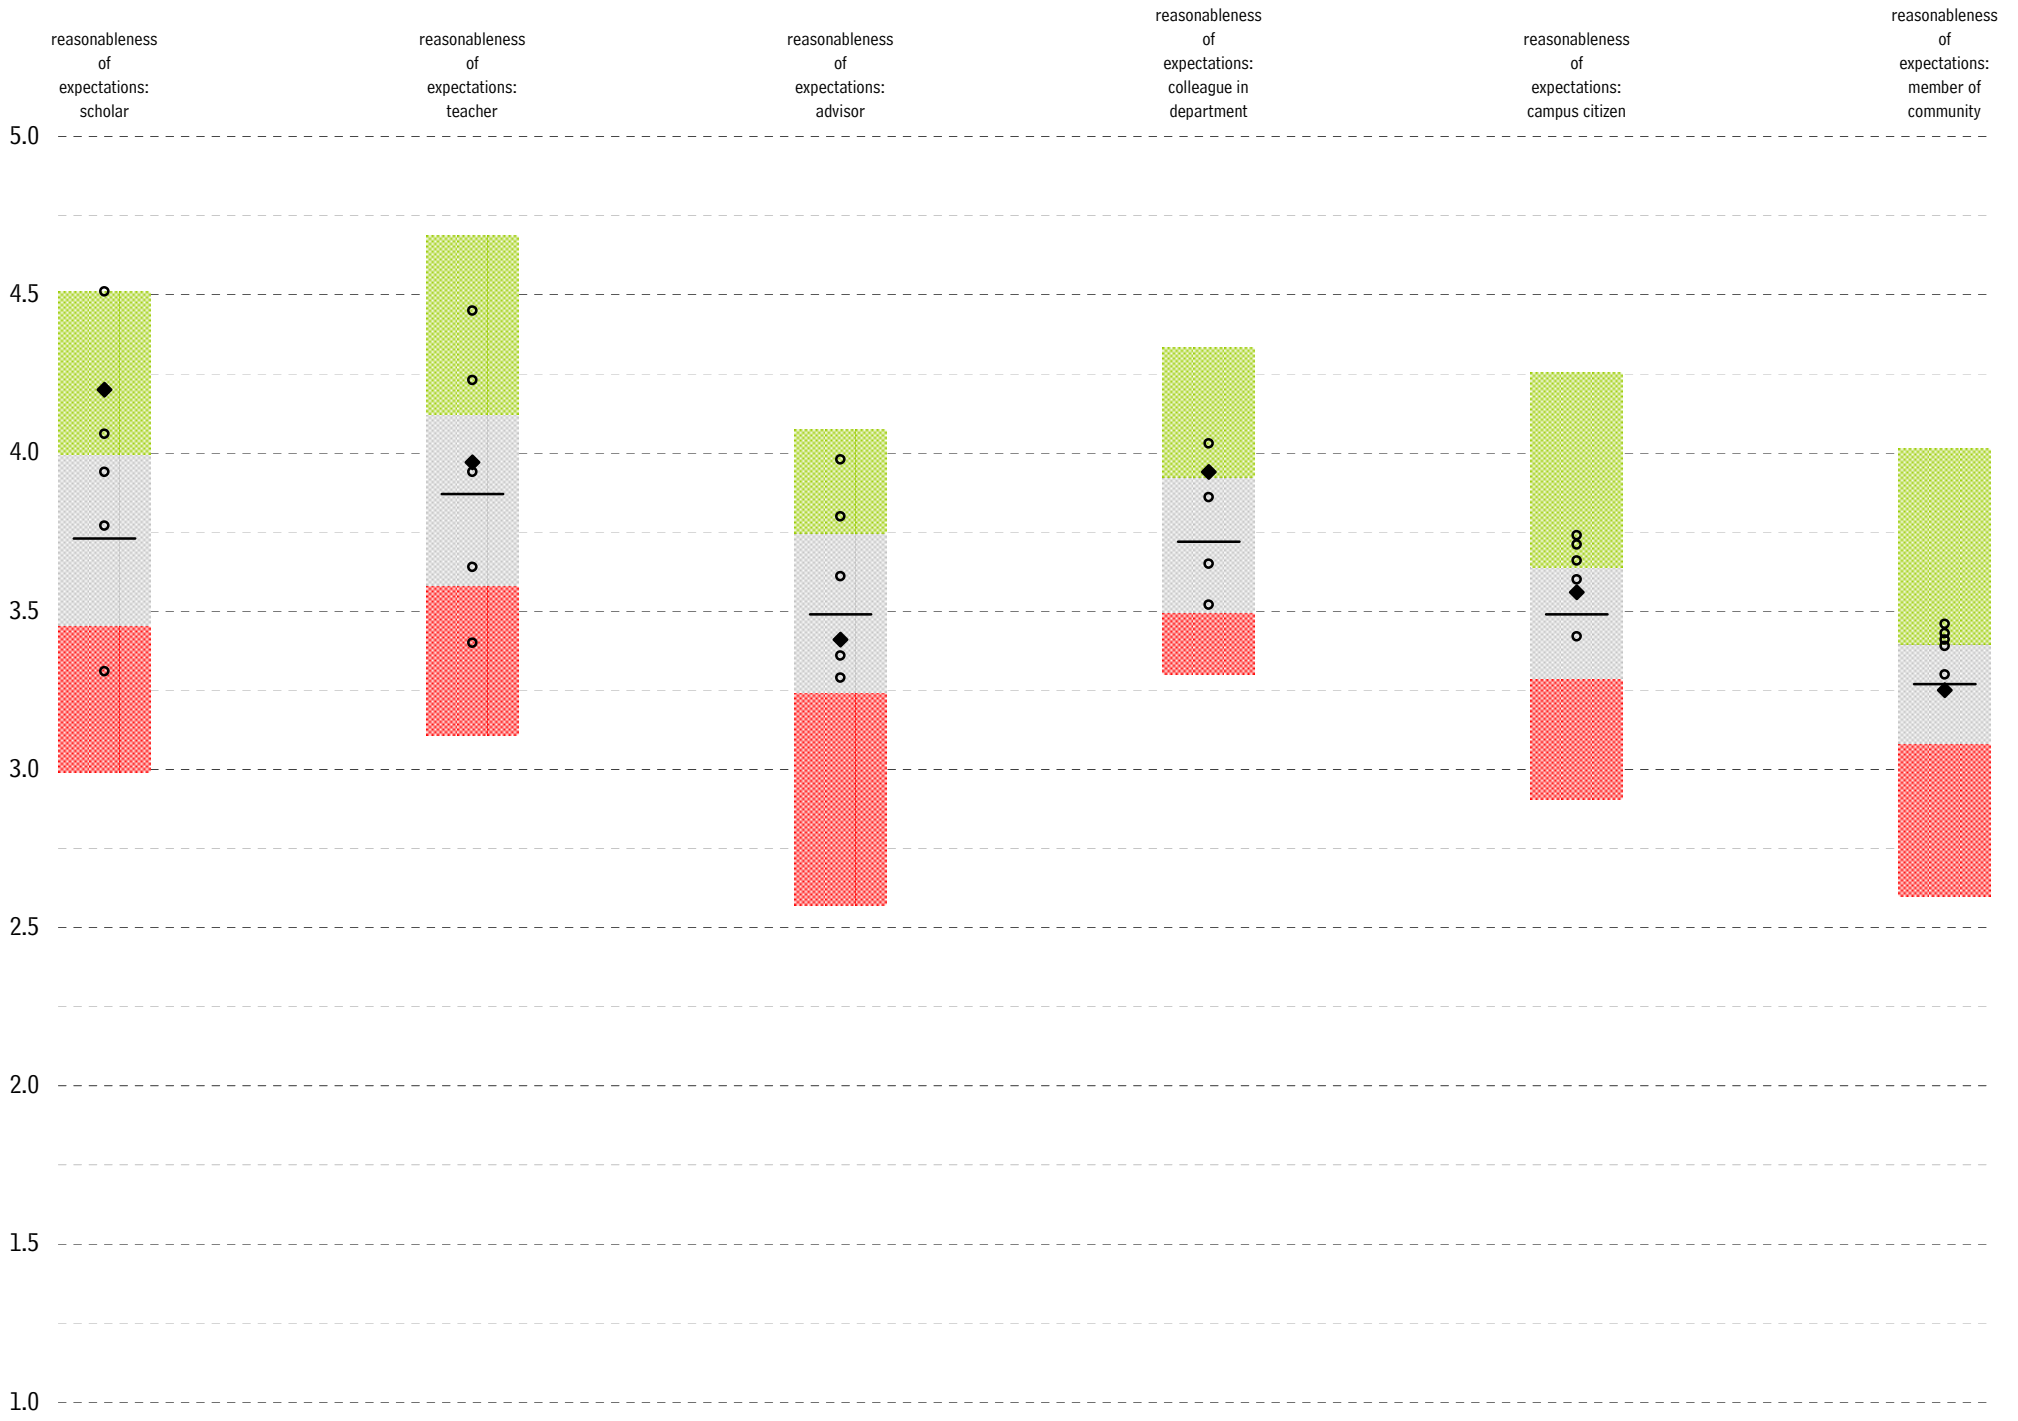 reasonableness
of
expectations:
scholar
reasonableness
of
expectations:
teacher
reasonableness
of
expectations:
advisor
reasonableness
of
expectations:
colleague in
department
reasonableness
of
expectations:
campus citizen
reasonableness
of
expectations:
member of
community
5.0
4.5
4.0
3.5
3.0
2.5
2.0
1.5
1.0